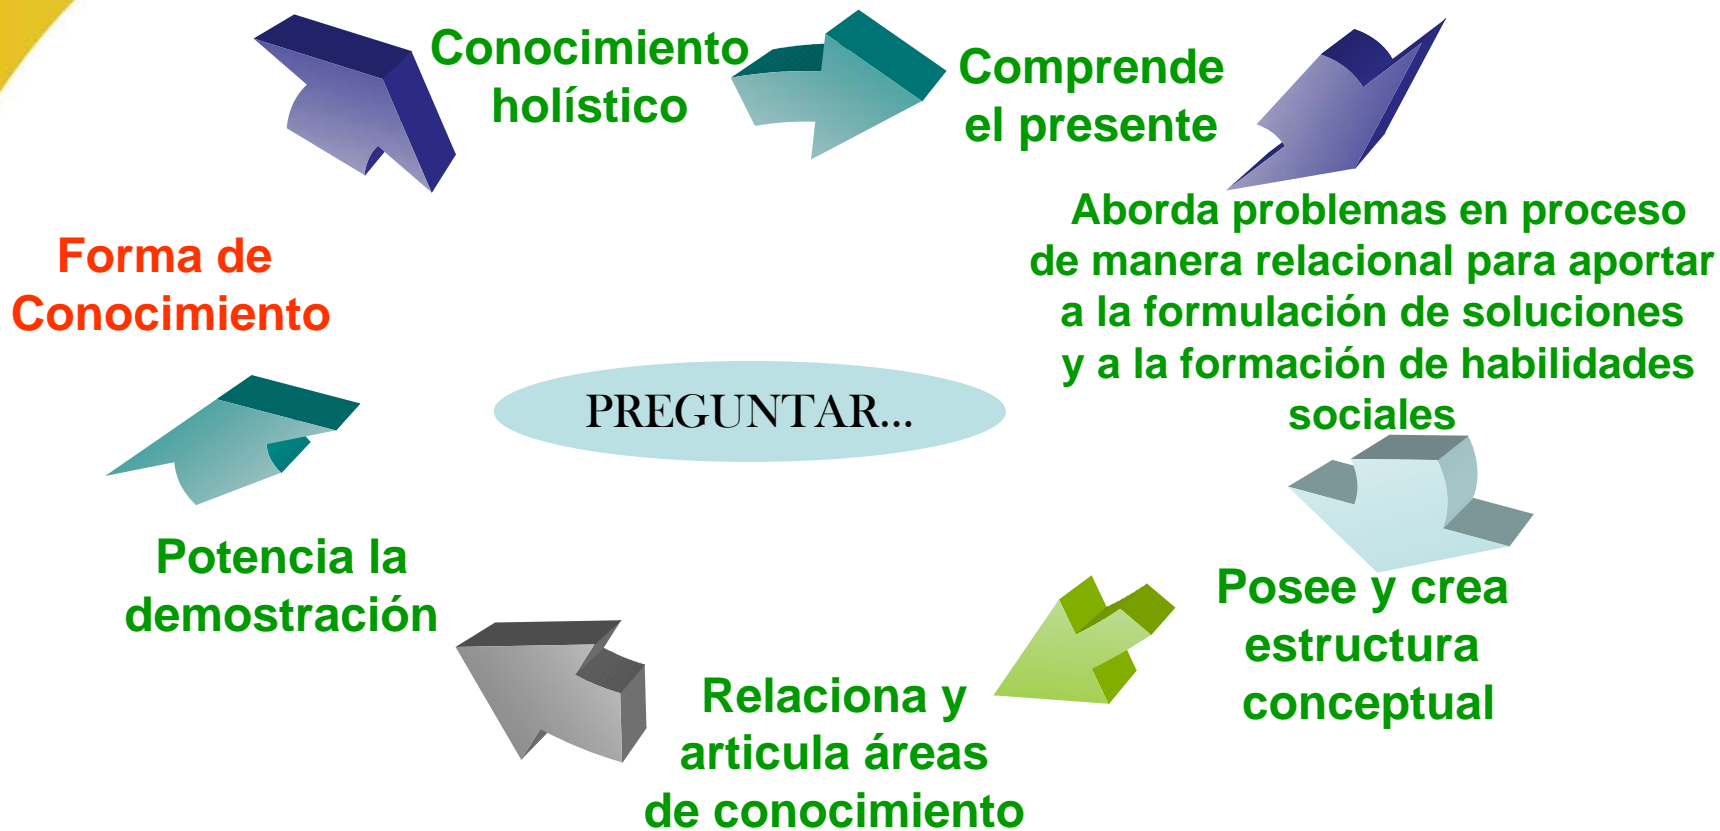 Conocimiento
holístico
Comprende
el presente
Aborda problemas en proceso
de manera relacional para aportar
a la formulación de soluciones
y a la formación de habilidades
sociales
Forma de
Conocimiento
PREGUNTAR...
Potencia la
demostración
Posee y crea
estructura
conceptual
Relaciona y
articula áreas
de conocimiento